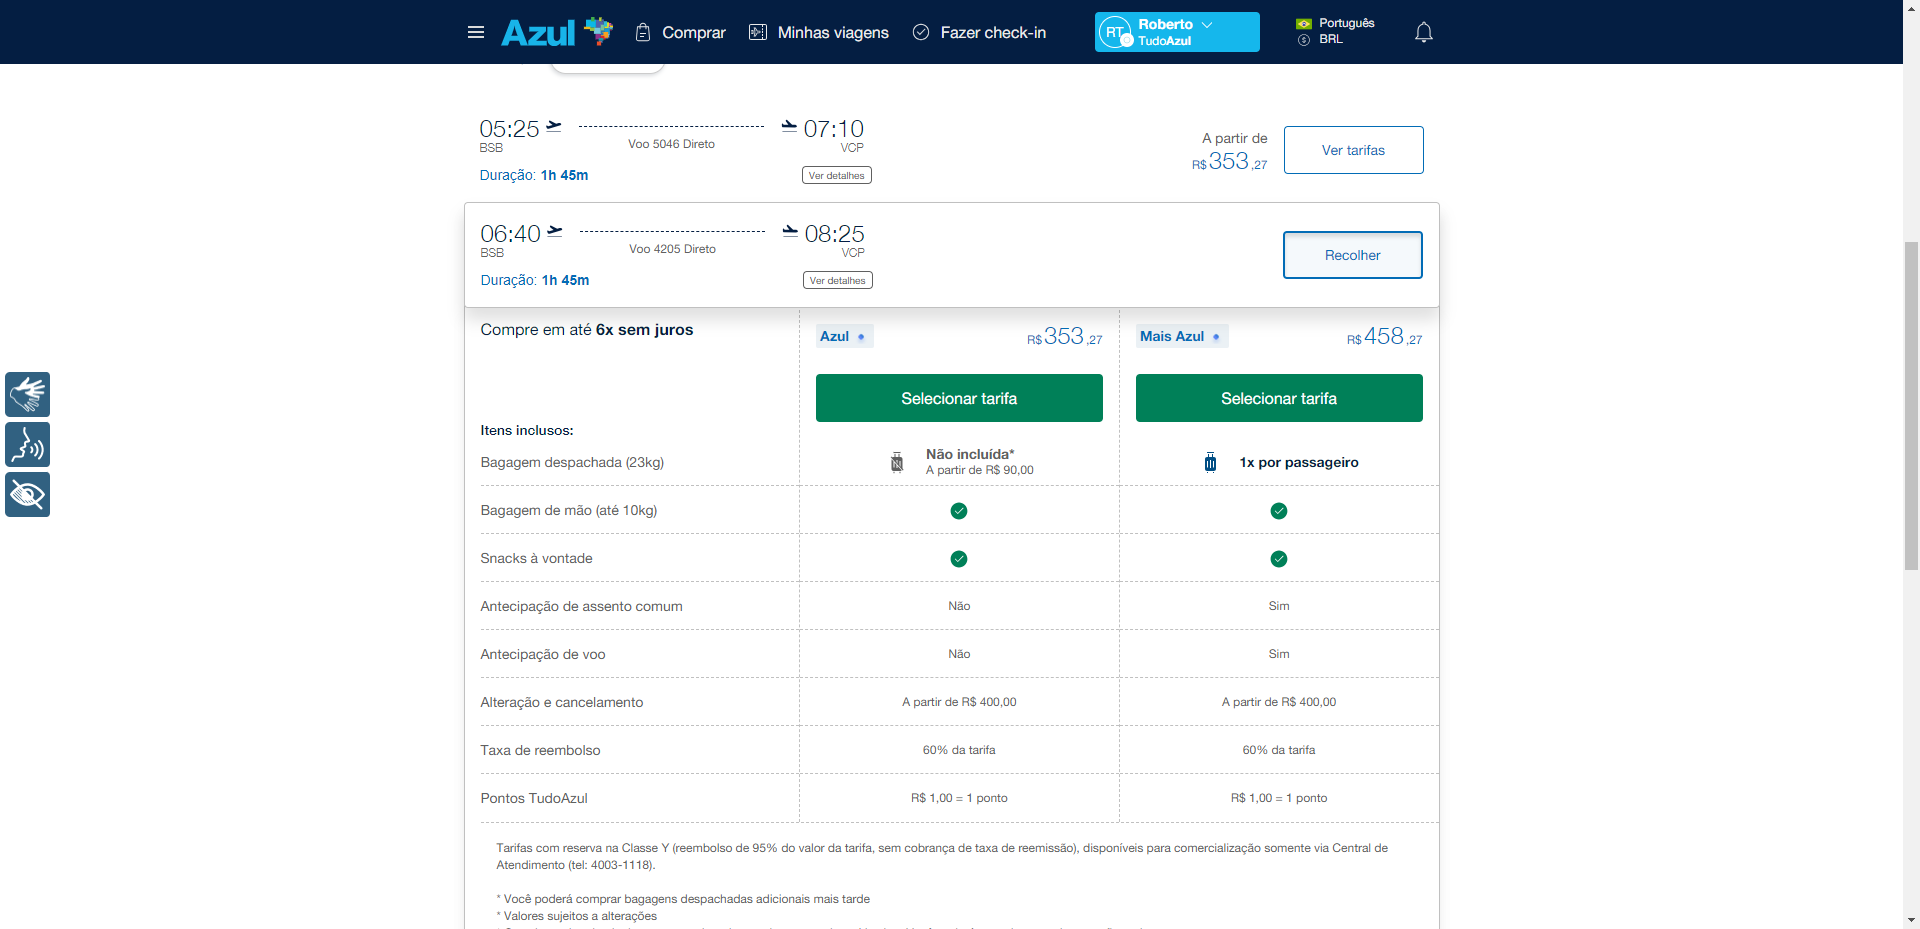 Azul
Comprar
Minhas viagens
Fazer check-in
RT
Roberto
TudoAzul
Português
BRL
05:25
07:10
BSB
Voo 5046 Direto
VCP
Duração: 1h 45m
Ver detalhes
A partir de
R$353,27
Ver tarifas
06:40
08:25
BSB
Voo 4205 Direto
VCP
Duração: 1h 45m
Ver detalhes
Recolher
Compre em até 6x sem juros
Azul
R$353,27
Mais Azul
R$458,27
Selecionar tarifa
Selecionar tarifa
Itens inclusos:
Bagagem despachada (23kg)
Não incluída*
A partir de R$ 90,00
1x por passageiro
Bagagem de mão (até 10kg)
Snacks à vontade
Antecipação de assento comum
Não
Sim
Antecipação de voo
Não
Sim
Alteração e cancelamento
A partir de R$ 400,00
A partir de R$ 400,00
Taxa de reembolso
60% da tarifa
60% da tarifa
Pontos TudoAzul
R$ 1,00 = 1 ponto
R$ 1,00 = 1 ponto
Tarifas com reserva na Classe Y (reembolso de 95% do valor da tarifa, sem cobrança de taxa de reemissão), disponíveis para comercialização somente via Central de
Atendimento (tel: 4003-1118).
* Você poderá comprar bagagens despachadas adicionais mais tarde
* Valores sujeitos a alterações